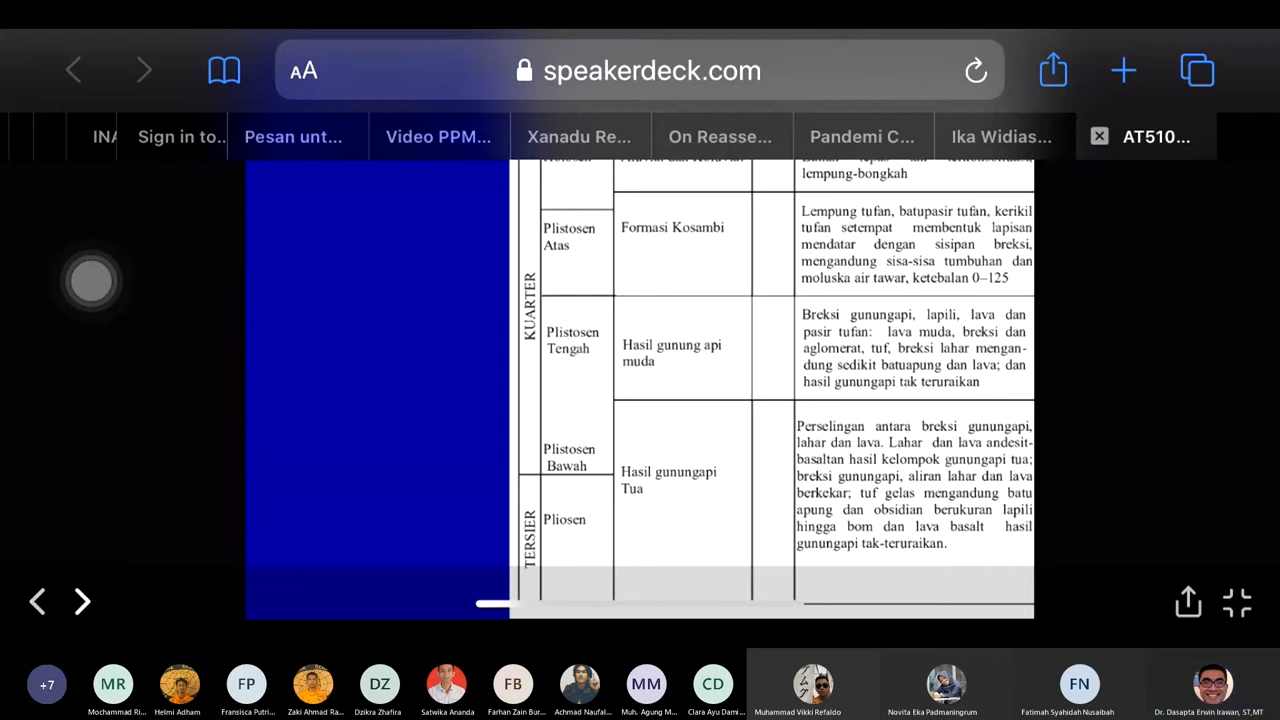 AA
speakerdeck.com
INA
Sign in to..
Pesan unt...
Video PPM...
Xanadu Re...
On Reasse...
Pandemi C...
Ika Widias...
AT510...
lempung-bongkah
KUARTER
Plistosen
Atas
Formasi Kosambi
Lempung tufan, batupasir tufan, kerikil
tufan setempat membentuk lapisan
mendatar dengan sisipan breksi,
mengandung sisa-sisa tumbuhan dan
moluska air tawar, ketebalan 0–125
Plistosen
Tengah
Hasil gunung api
muda
Breksi gunungapi, lapili, lava dan
pasir tufan: lava muda, breksi dan
aglomerat, tuf, breksi lahar mengan-
dung sedikit batuapung dan lava; dan
hasil gunungapi tak teruraikan
Plistosen
Bawah
TERSIER
Pliosen
Hasil gunungapi
Tua
Perselingan antara breksi gunungapi,
lahar dan lava. Lahar dan lava andesit-
basaltan hasil kelompok gunungapi tua;
breksi gunungapi, aliran lahar dan lava
berkekar; tuf gelas mengandung batu
apung dan obsidian berukuran lapili
hingga bom dan lava basalt hasil
gunungapi tak-teruraikan.
+7
MR
FP
DZ
FB
MM
CD
FN
Mochammad Ri...
Helmi Adham
Fransisca Putri...
Zaki Ahmad Ra...
Dzikra Zhafira
Satwika Ananda
Farhan Zain Bur...
Achmad Naufal...
Muh. Agung M...
Clara Ayu Dami...
Muhammad Vikki Refaldo
Novita Eka Padmaningrum
Fatimah Syahidah Nusaibah
Dr. Dasapta Erwin Irawan, ST,MT